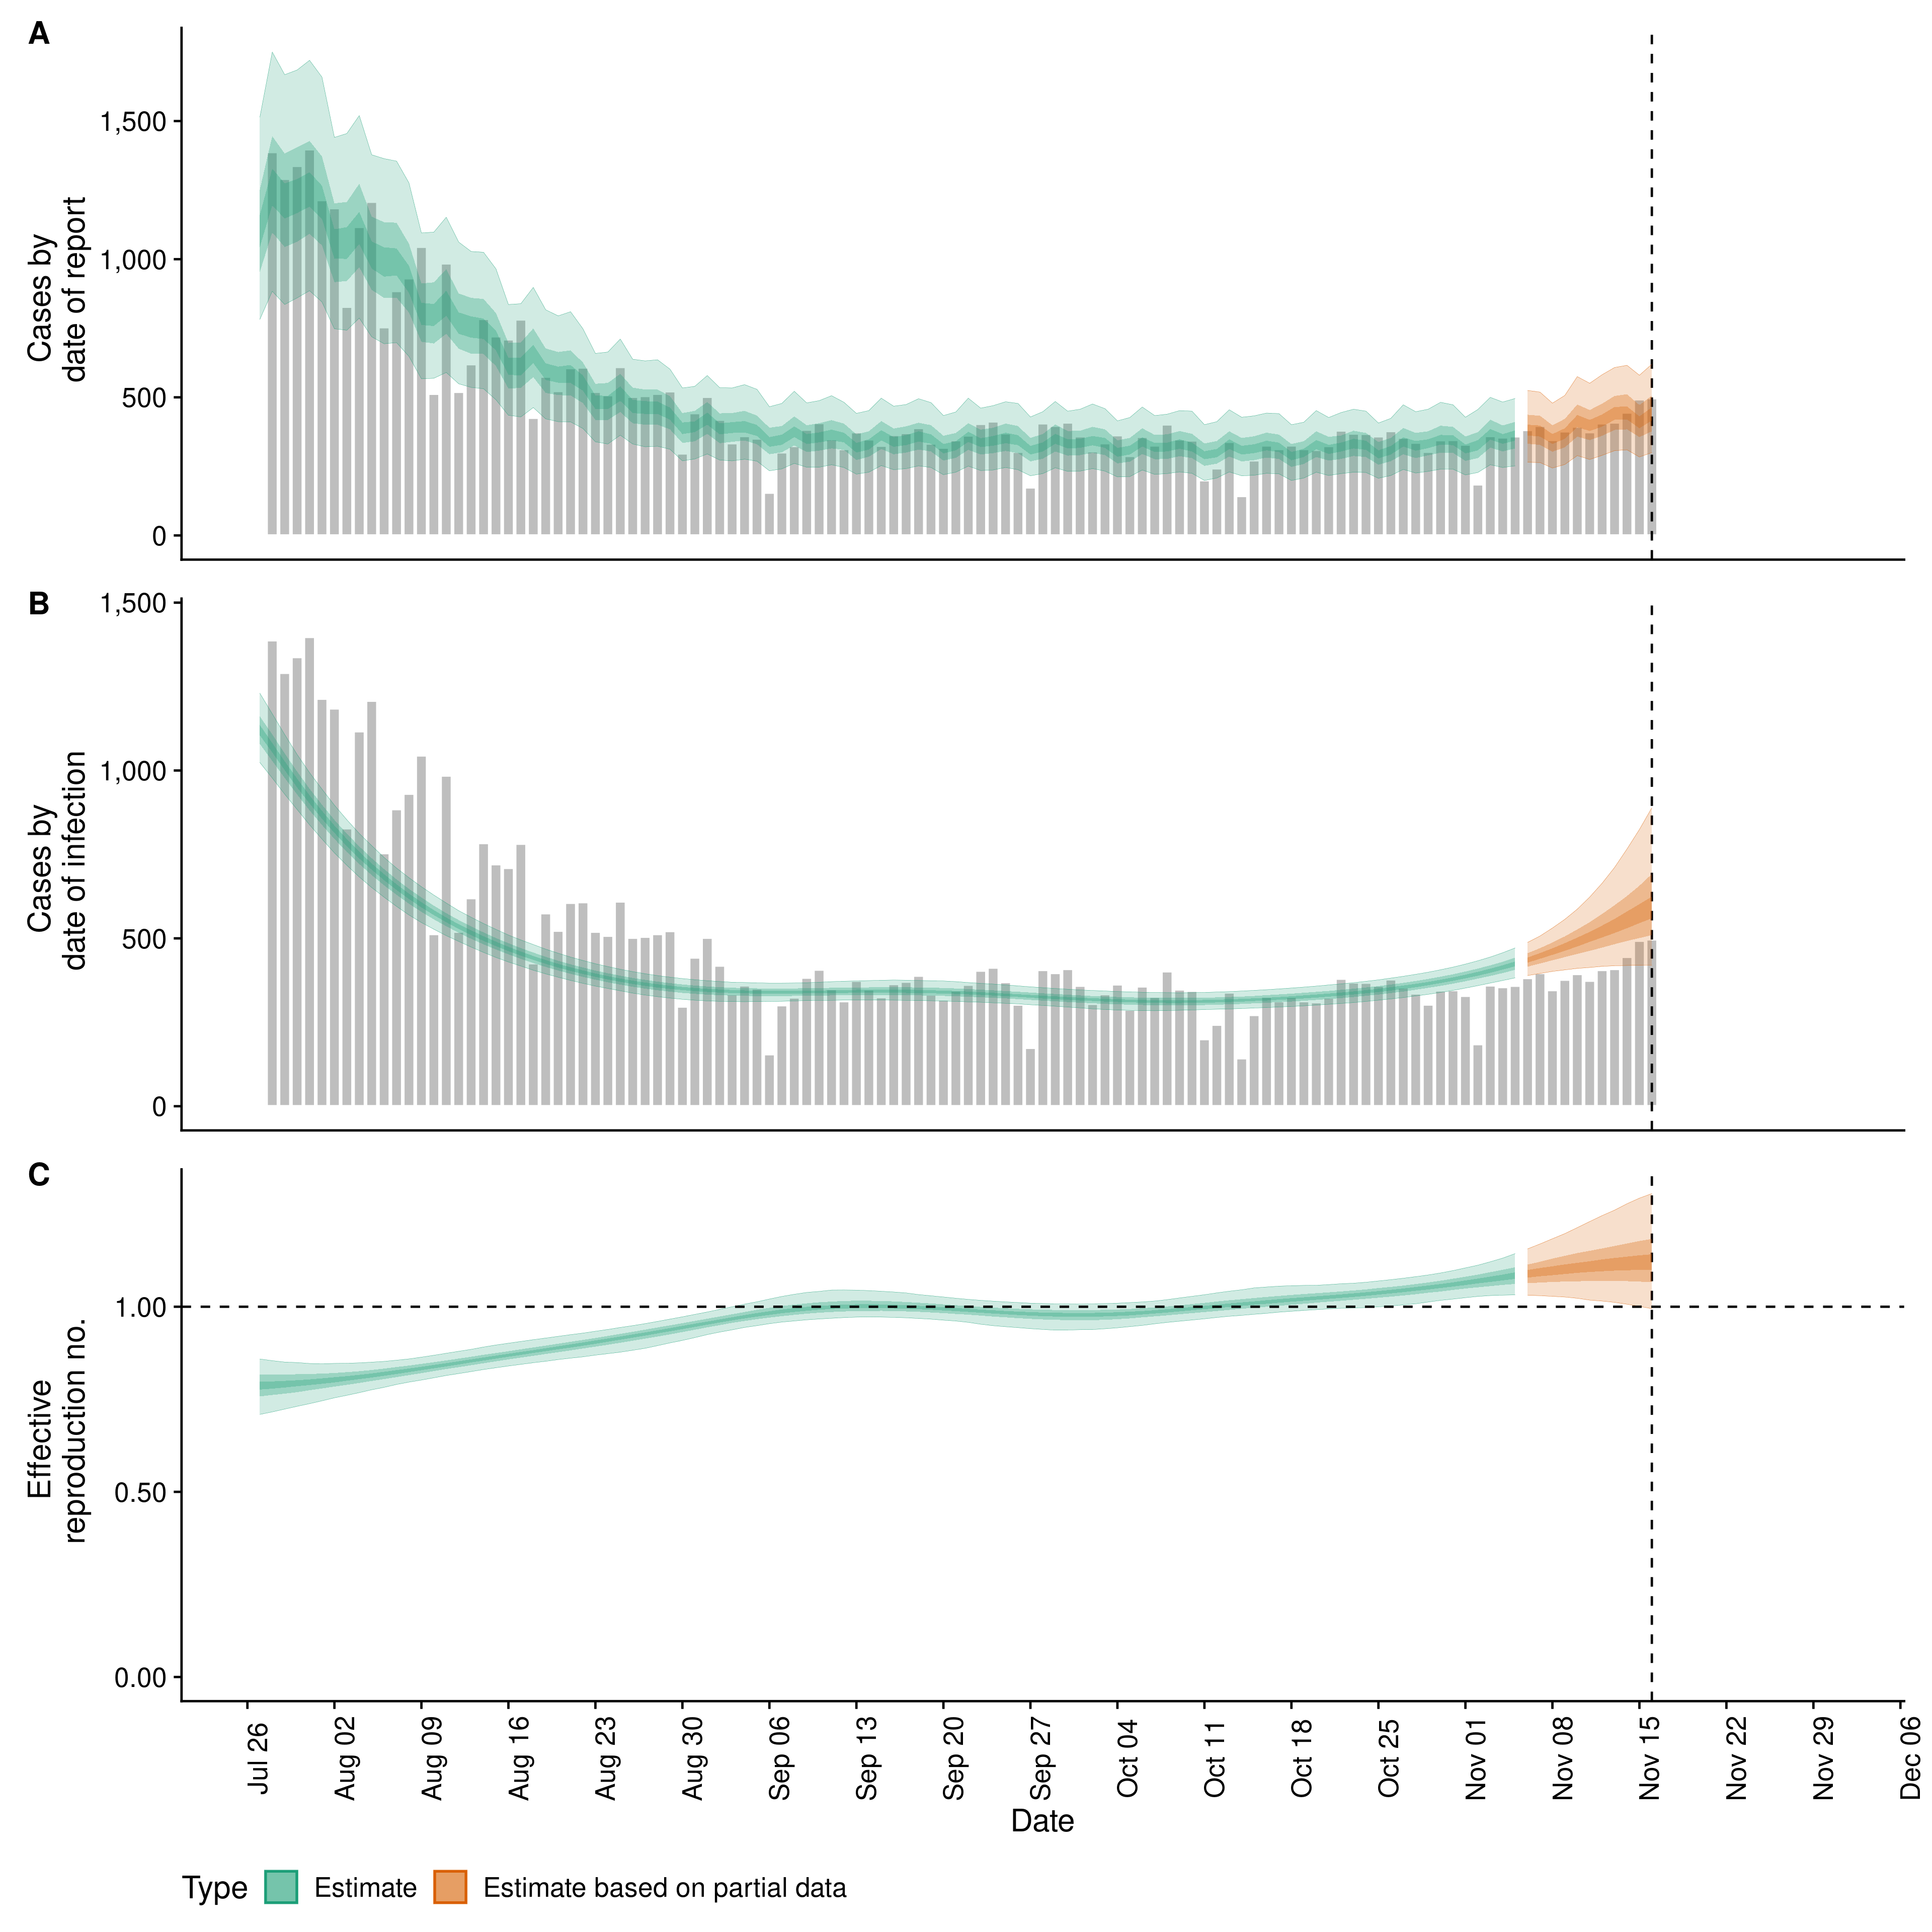 A
Cases by
date of report
1,500
1,000
500
0
B
Cases by
date of infection
1,500
1,000
500
0
C
Effective
reproduction no.
1.00
0.50
0.00
Jul 26
Aug 02
Aug 09
Aug 16
Aug 23
Aug 30
Sep 06
Sep 13
Sep 20
Sep 27
Oct 04
Oct 11
Oct 18
Oct 25
Nov 01
Nov 08
Nov 15
Nov 22
Nov 29
Dec 06
Date
Type
Estimate
Estimate based on partial data